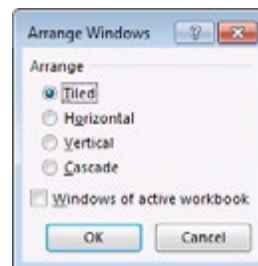 Arrange Windows
Arrange
Tiled
Horizontal
Vertical
Cascade
Windows of active workbook
OK Cancel